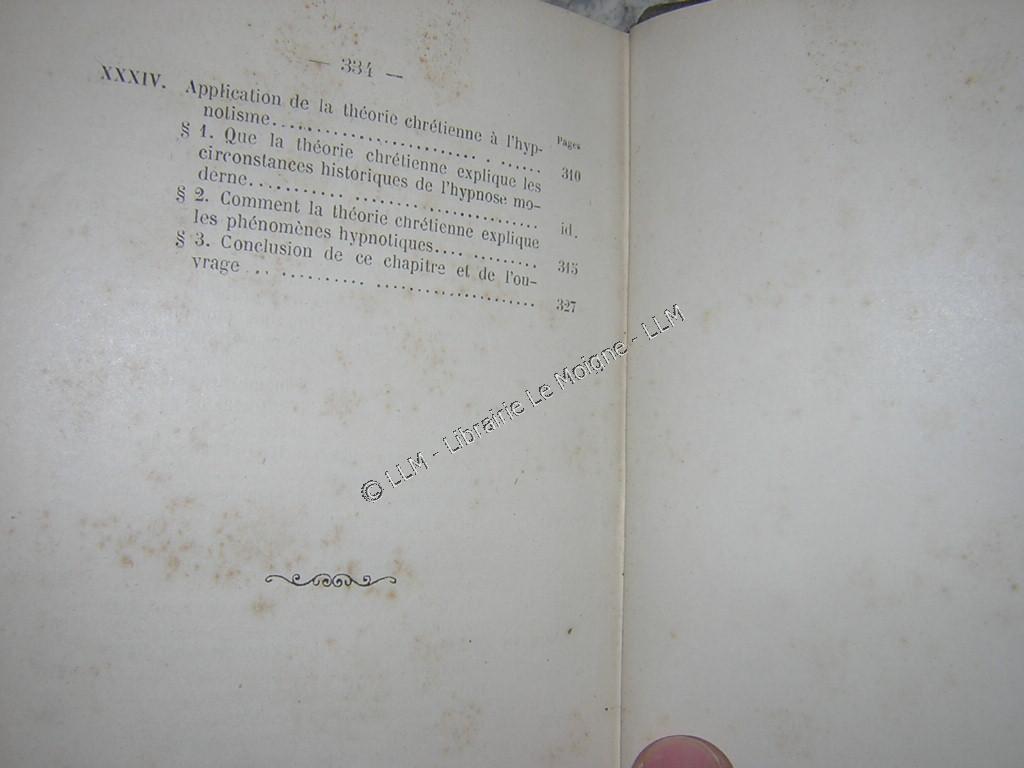 — 334 —
Pages
XXXIV. Application de la théorie chrétienne à l'hyp-
notisme.................................. . ..... 310
§ 1. Que la théorie chrétienne explique les
circonstances historiques de l'hypnose mo-
derne............ ....................... id.
§ 2. Comment la théorie chrétienne explique
les phénomènes hypnotiques.... ......... 315
§ 3. Conclusion de ce chapitre et de l'ou-
vrage ... ........... .................... 327
© LLM - Librairie Le Moigne - LLM